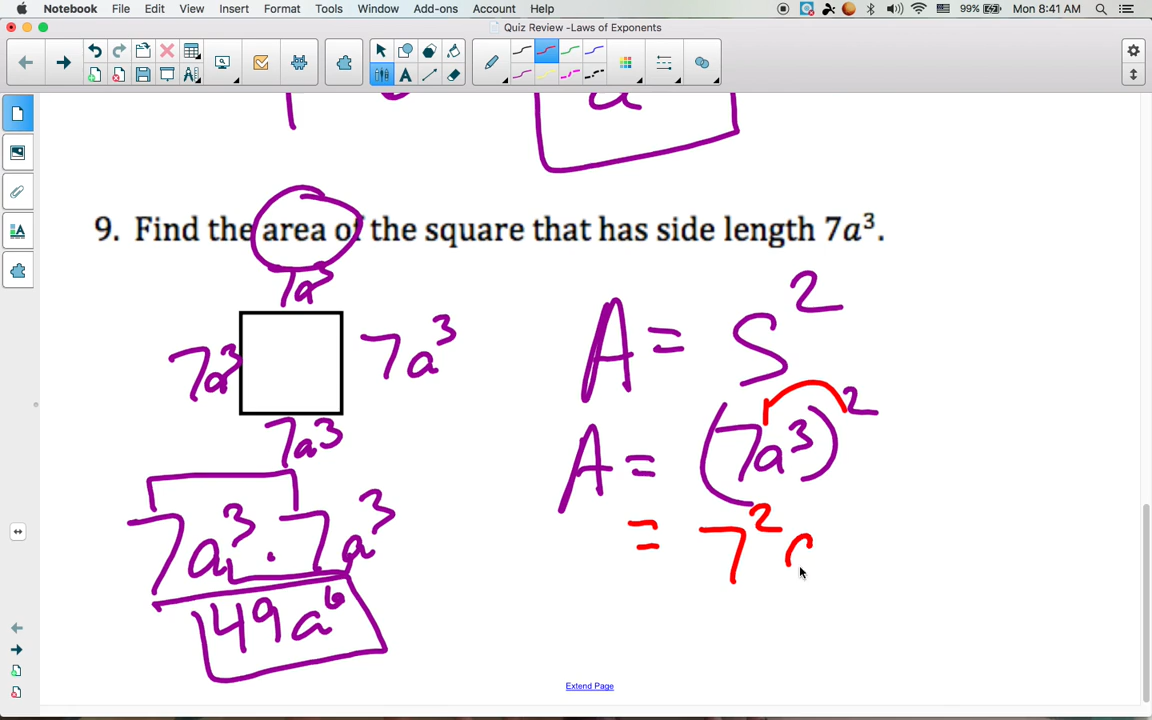 Notebook File Edit View Insert Format Tools Window Add-ons Account Help 99% Mon 8:41 AM
Quiz Review -Laws of Exponents
9. Find the area of the square that has side length 7a³.
7a³
7a³
7a³
7a³
A = S²
A = (7a³)²
= 7²
7a³ · 7a³
49a⁶
Extend Page